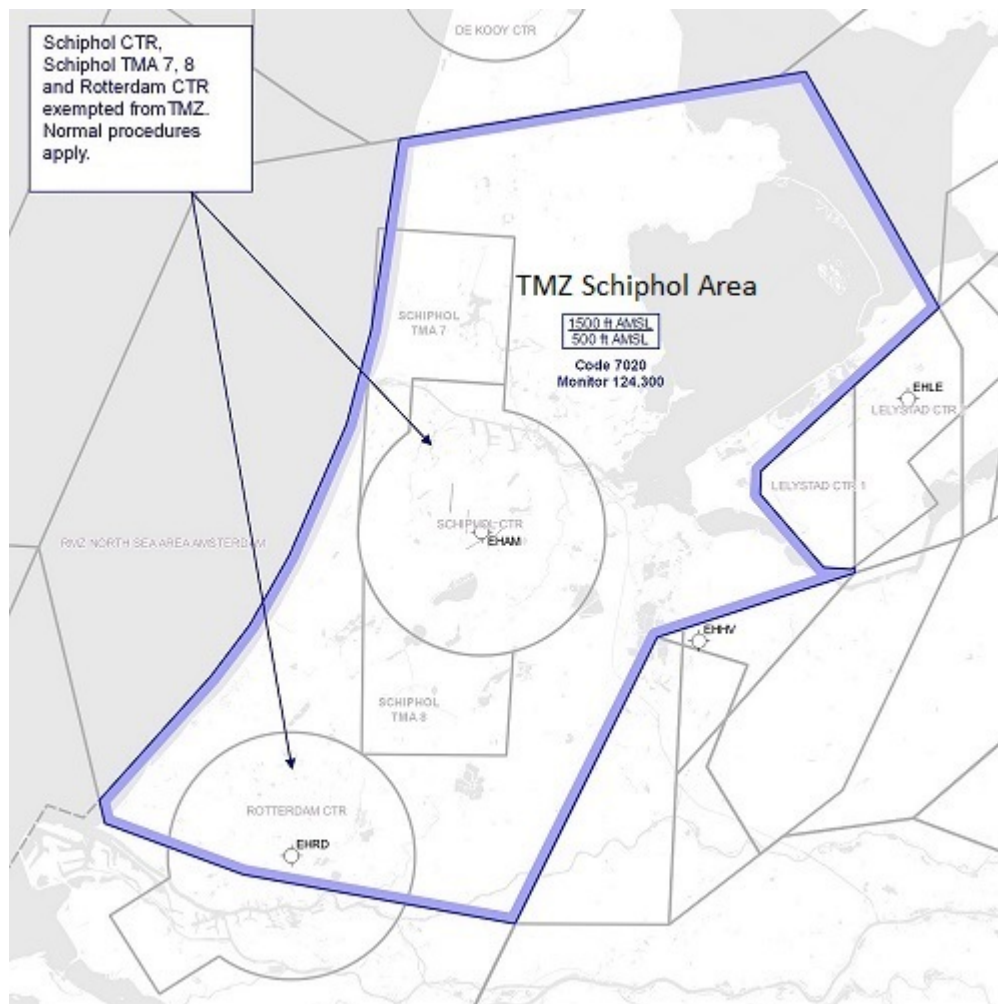 DE KOOY CTR
Schiphol CTR,
Schiphol TMA 7, 8
and Rotterdam CTR
exempted from TMZ.
Normal procedures
apply.
TMZ Schiphol Area
1500 ft AMSL
500 ft AMSL
Code 7020
Monitor 124.300
SCHIPHOL
TMA 7
EHLE
LELYSTAD CTR
LELYSTAD CTR 1
SCHIPHOL CTR
EHAM
RMZ NORTH SEA AREA AMSTERDAM
EHHV
SCHIPHOL
TMA 8
ROTTERDAM CTR
EHRD